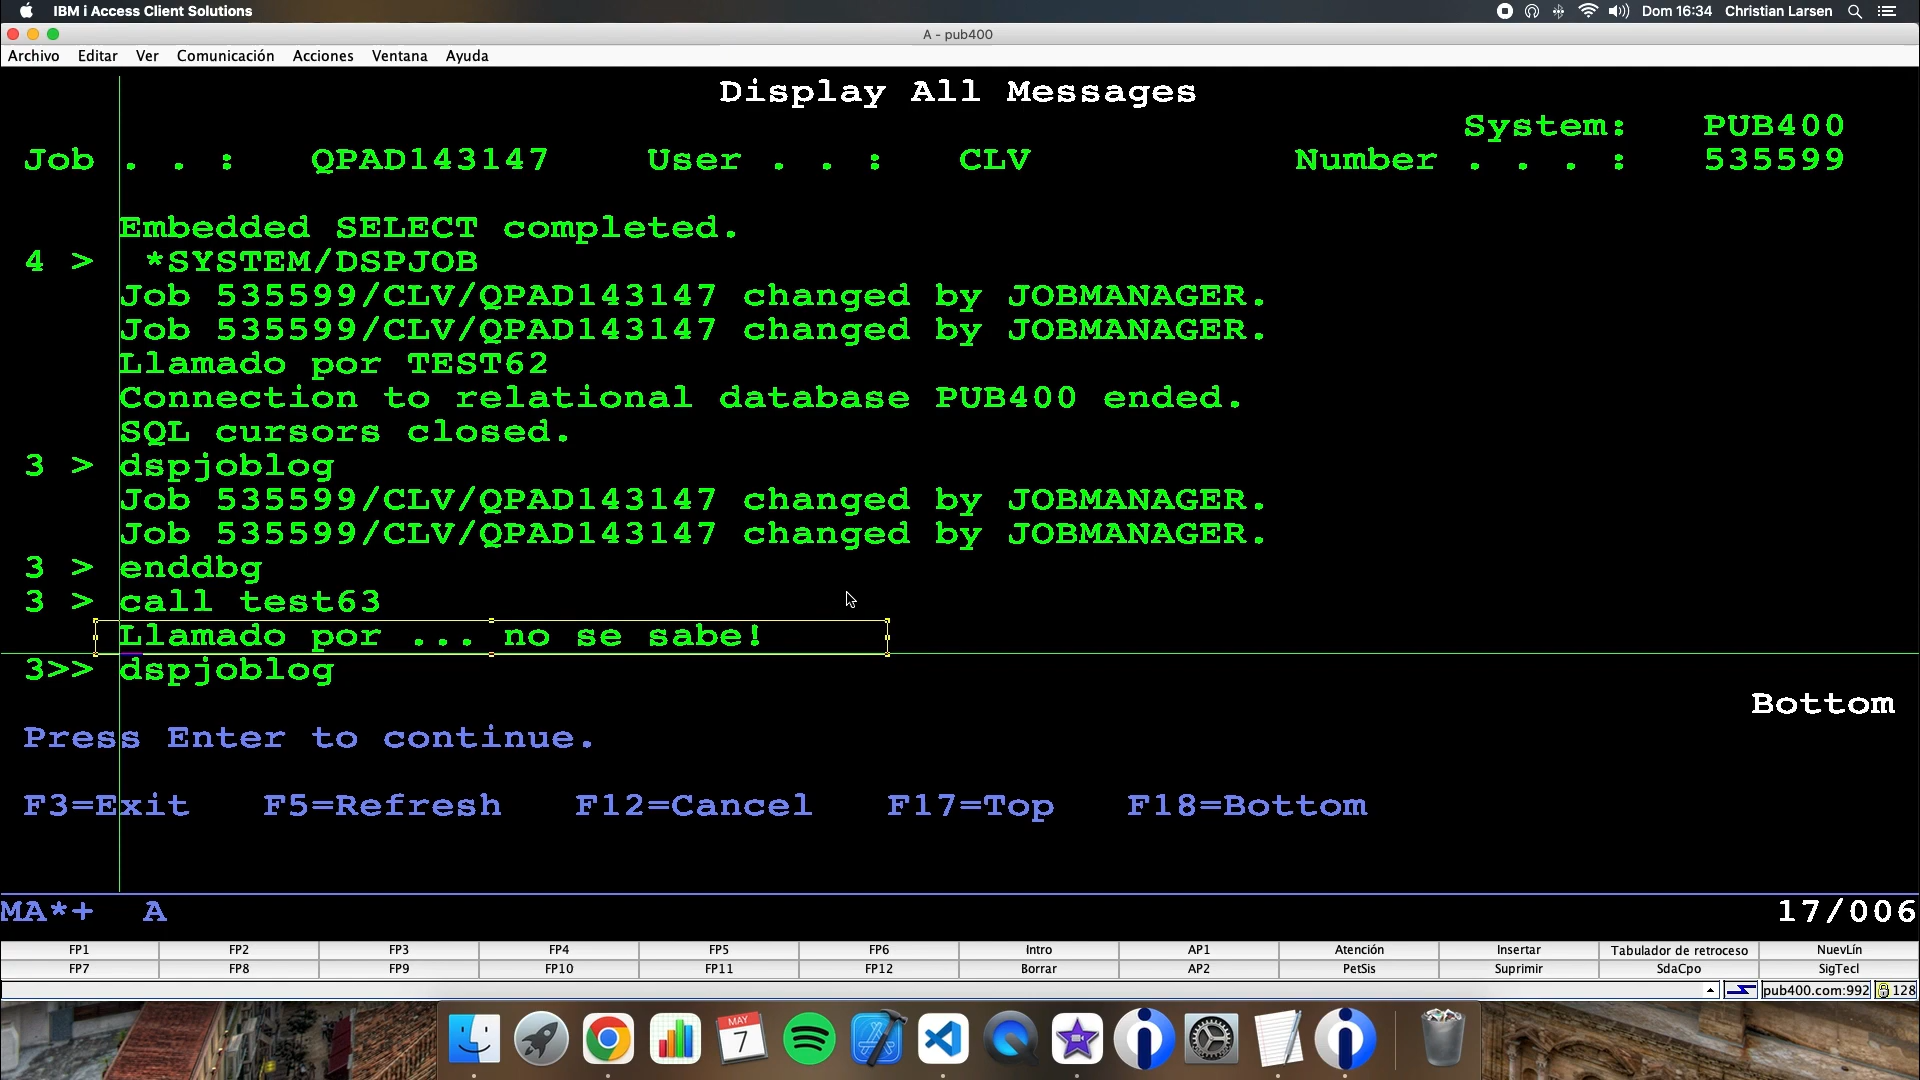 IBM i Access Client Solutions Dom 16:34 Christian Larsen
A - pub400
Archivo Editar Ver Comunicación Acciones Ventana Ayuda
Display All Messages
System: PUB400
Job . . : QPAD143147 User . . : CLV Number . . . : 535599
Embedded SELECT completed.
4 > *SYSTEM/DSPJOB
Job 535599/CLV/QPAD143147 changed by JOBMANAGER.
Job 535599/CLV/QPAD143147 changed by JOBMANAGER.
Llamado por TEST62
Connection to relational database PUB400 ended.
SQL cursors closed.
3 > dspjoblog
Job 535599/CLV/QPAD143147 changed by JOBMANAGER.
Job 535599/CLV/QPAD143147 changed by JOBMANAGER.
3 > enddbg
3 > call test63
Llamado por ... no se sabe!
3>> dspjoblog
Bottom
Press Enter to continue.
F3=Exit F5=Refresh F12=Cancel F17=Top F18=Bottom
MA*+ A 17/006
FP1 FP2 FP3 FP4 FP5 FP6 Intro AP1 Atención Insertar Tabulador de retroceso NuevLín
FP7 FP8 FP9 FP10 FP11 FP12 Borrar AP2 PetSis Suprimir SdaCpo SigTecl
pub400.com:992 128
MAY
7